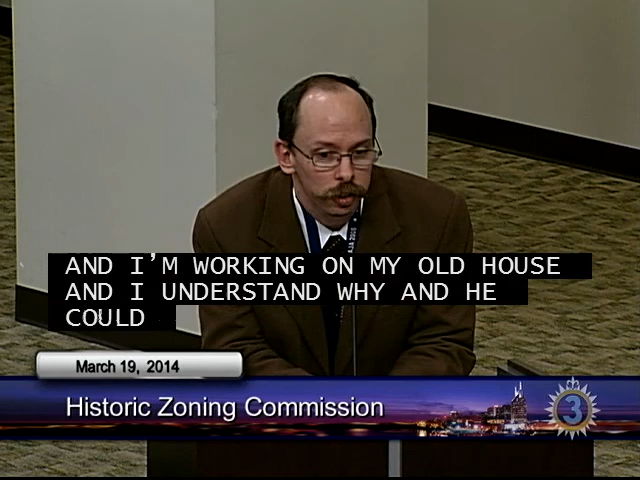 AND I'M WORKING ON MY OLD HOUSE
AND I UNDERSTAND WHY AND HE
COULD
March 19, 2014
Historic Zoning Commission
3